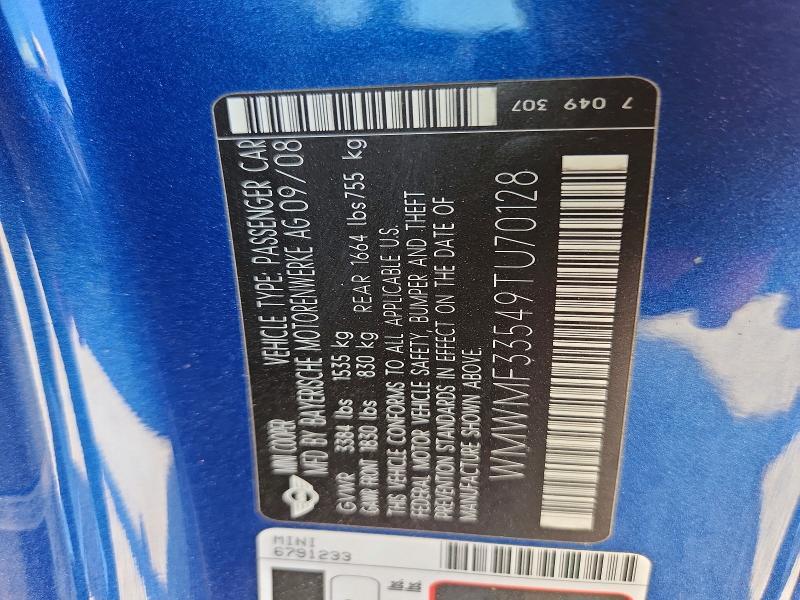 MINI COOPER VEHICLE TYPE: PASSENGER CAR
MFD BY BAYERISCHE MOTORENWERKE AG 09/08
GVWR 3384 lbs 1535 kg
GAWR FRONT 1830 lbs 830 kg REAR 1664 lbs 755 kg
THIS VEHICLE CONFORMS TO ALL APPLICABLE U.S.
FEDERAL MOTOR VEHICLE SAFETY, BUMPER AND THEFT
PREVENTION STANDARDS IN EFFECT ON THE DATE OF
MANUFACTURE SHOWN ABOVE.
WMWMF33549TU70128
7 049 307
MINI
6791233